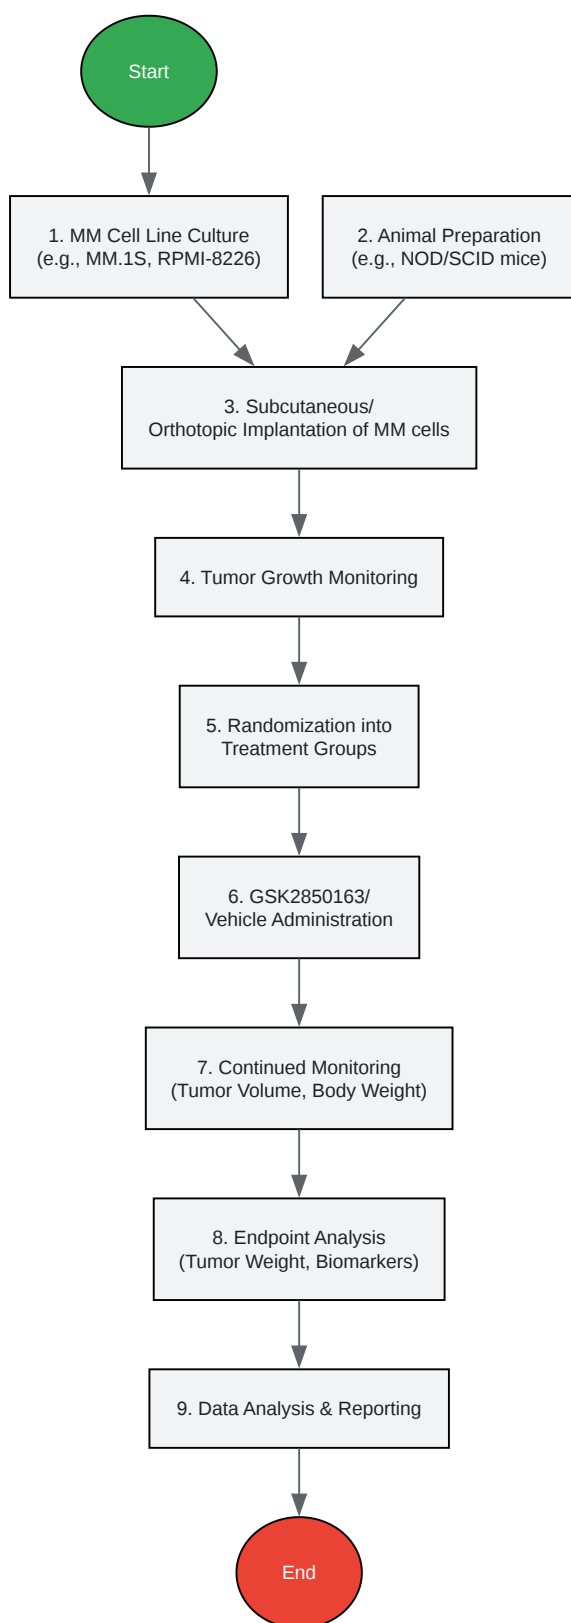 Start
1. MM Cell Line Culture
(e.g., MM.1S, RPMI-8226)
2. Animal Preparation
(e.g., NOD/SCID mice)
3. Subcutaneous/
Orthotopic Implantation of MM cells
4. Tumor Growth Monitoring
5. Randomization into
Treatment Groups
6. GSK2850163/
Vehicle Administration
7. Continued Monitoring
(Tumor Volume, Body Weight)
8. Endpoint Analysis
(Tumor Weight, Biomarkers)
9. Data Analysis & Reporting
End